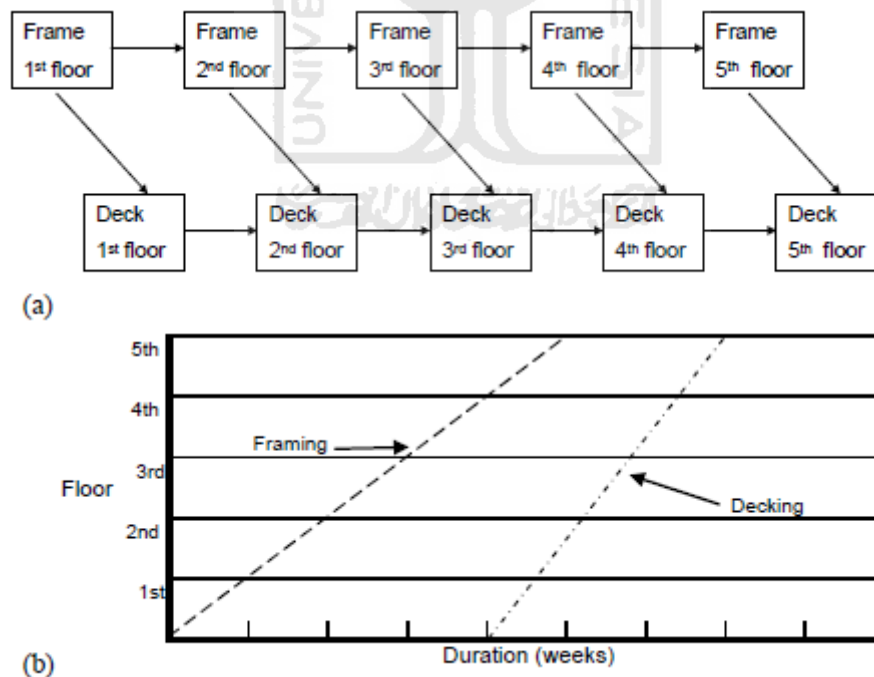 Frame
1st floor
Frame
2nd floor
Frame
3rd floor
Frame
4th floor
Frame
5th floor
Deck
1st floor
Deck
2nd floor
Deck
3rd floor
Deck
4th floor
Deck
5th floor
(a)
5th
4th
Framing
3rd
Floor
Decking
2nd
1st
Duration (weeks)
(b)